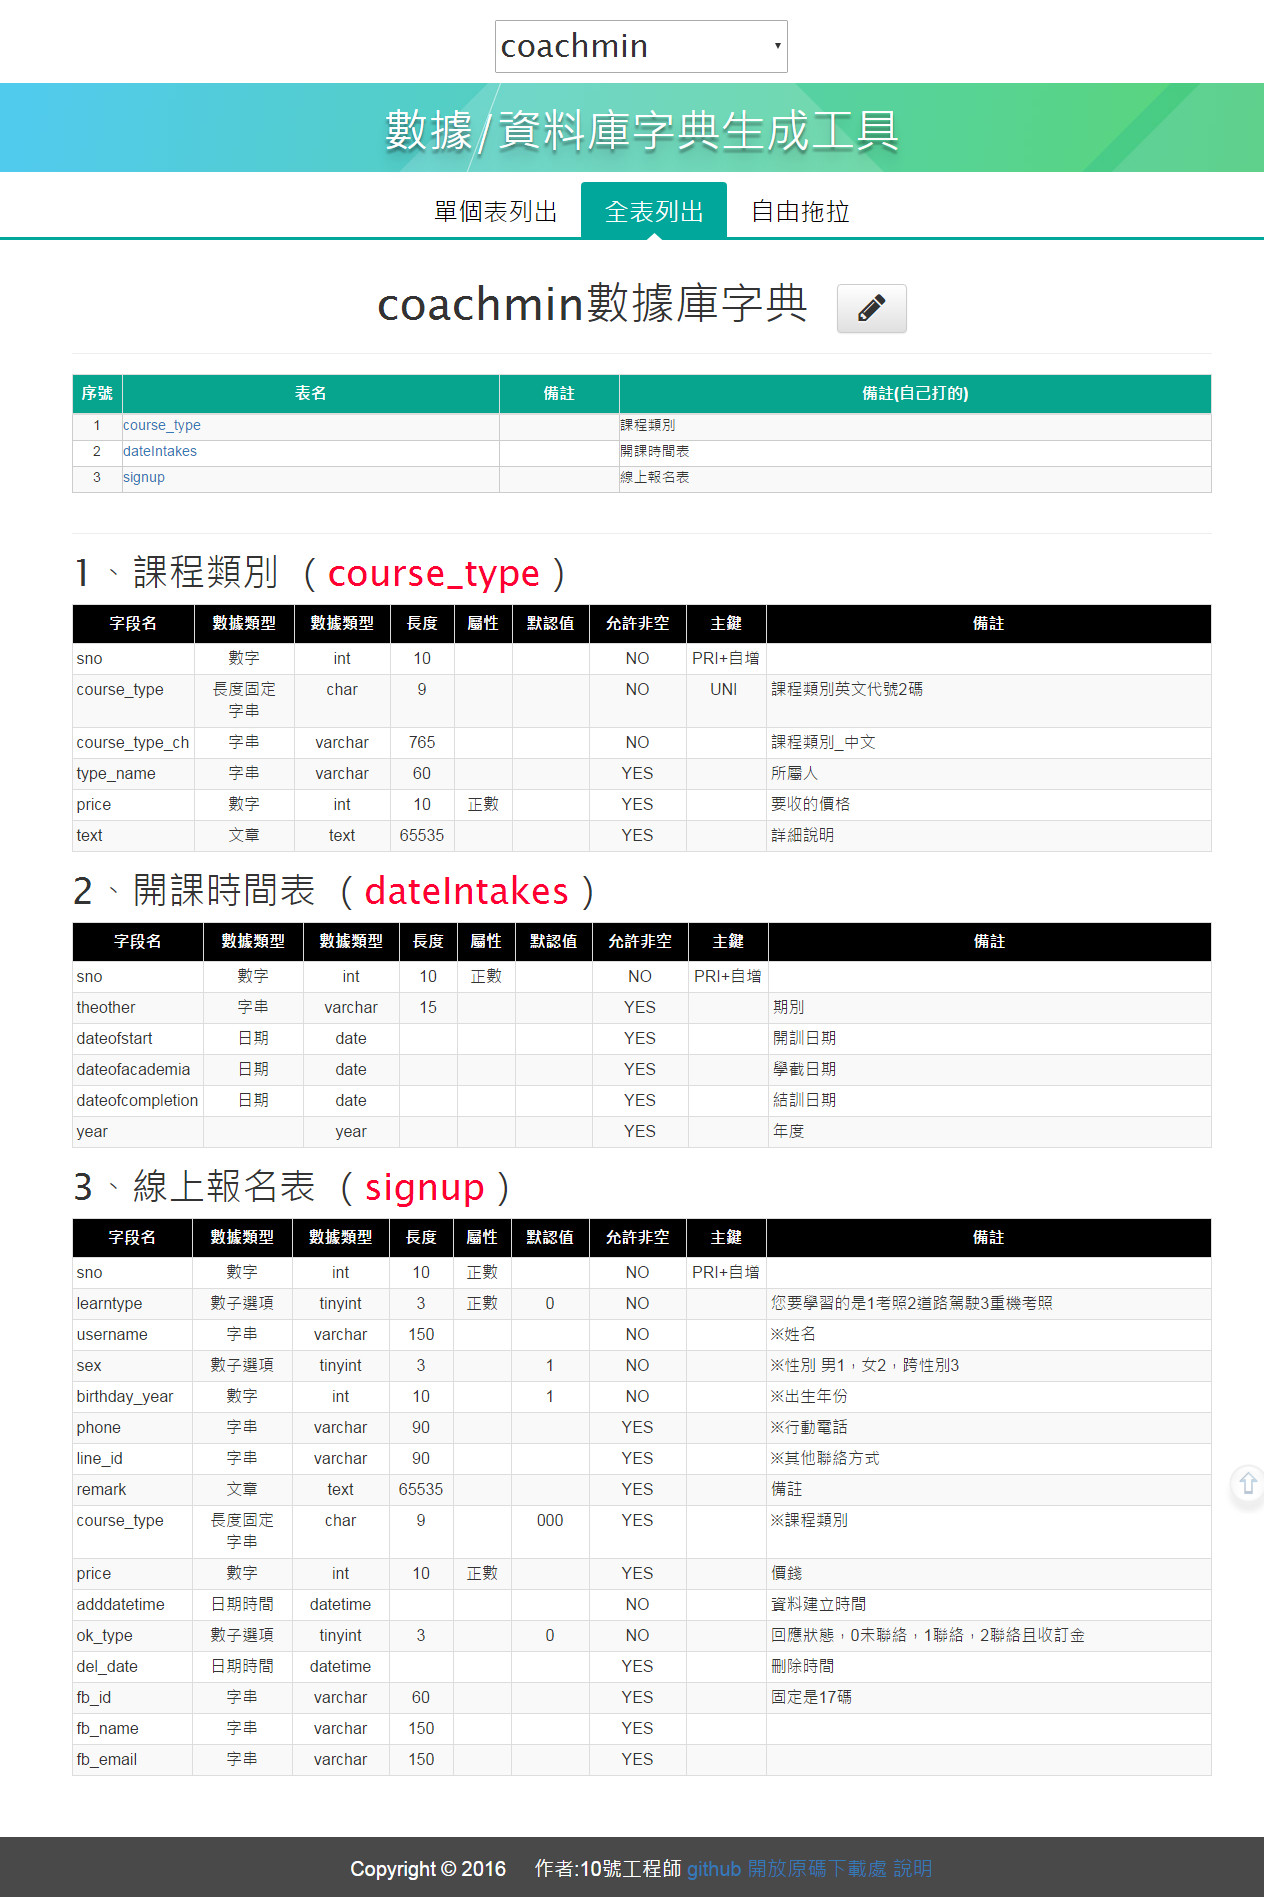 coachmin
數據/資料庫字典生成工具
單個表列出 全表列出 自由拖拉
coachmin數據庫字典
序號 表名 備註 備註(自己打的)
1 course_type 課程類別
2 dateIntakes 開課時間表
3 signup 線上報名表
1、課程類別 ( course_type )
字段名 數據類型 數據類型 長度 屬性 默認值 允許非空 主鍵 備註
sno 數字 int 10 NO PRI+自增
course_type 長度固定 char 9 NO UNI 課程類別英文代號2碼
字串
course_type_ch 字串 varchar 765 NO 課程類別_中文
type_name 字串 varchar 60 YES 所屬人
price 數字 int 10 正數 YES 要收的價格
text 文章 text 65535 YES 詳細說明
2、開課時間表 ( dateIntakes )
字段名 數據類型 數據類型 長度 屬性 默認值 允許非空 主鍵 備註
sno 數字 int 10 正數 NO PRI+自增
theother 字串 varchar 15 YES 期別
dateofstart 日期 date YES 開訓日期
dateofacademia 日期 date YES 學截日期
dateofcompletion 日期 date YES 結訓日期
year year YES 年度
3、線上報名表 ( signup )
字段名 數據類型 數據類型 長度 屬性 默認值 允許非空 主鍵 備註
sno 數字 int 10 正數 NO PRI+自增
learntype 數子選項 tinyint 3 正數 0 NO 您要學習的是1考照2道路駕駛3重機考照
username 字串 varchar 150 NO ※姓名
sex 數子選項 tinyint 3 1 NO ※性別 男1，女2，跨性別3
birthday_year 數字 int 10 1 NO ※出生年份
phone 字串 varchar 90 YES ※行動電話
line_id 字串 varchar 90 YES ※其他聯絡方式
remark 文章 text 65535 YES 備註
course_type 長度固定 char 9 000 YES ※課程類別
字串
price 數字 int 10 正數 YES 價錢
adddatetime 日期時間 datetime NO 資料建立時間
ok_type 數子選項 tinyint 3 0 NO 回應狀態，0未聯絡，1聯絡，2聯絡且收訂金
del_date 日期時間 datetime YES 刪除時間
fb_id 字串 varchar 60 YES 固定是17碼
fb_name 字串 varchar 150 YES
fb_email 字串 varchar 150 YES
Copyright © 2016 作者:10號工程師 github 開放原碼下載處 說明